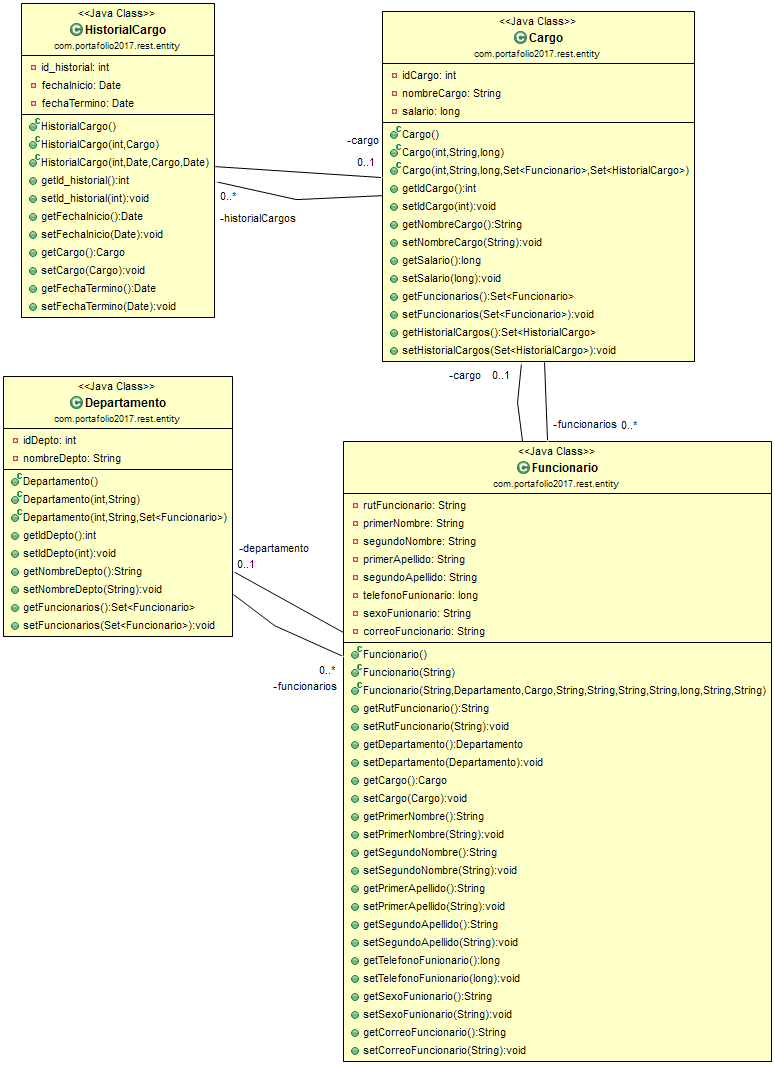 <<Java Class>>
HistorialCargo
com.portafolio2017.rest.entity
id_historial: int
fechaInicio: Date
fechaTermino: Date
HistorialCargo()
HistorialCargo(int,Cargo)
HistorialCargo(int,Date,Cargo,Date)
getId_historial():int
setId_historial(int):void
getFechaInicio():Date
setFechaInicio(Date):void
getCargo():Cargo
setCargo(Cargo):void
getFechaTermino():Date
setFechaTermino(Date):void
-cargo
0..1
0..*
-historialCargos
<<Java Class>>
Cargo
com.portafolio2017.rest.entity
idCargo: int
nombreCargo: String
salario: long
Cargo()
Cargo(int,String,long)
Cargo(int,String,long,Set<Funcionario>,Set<HistorialCargo>)
getIdCargo():int
setIdCargo(int):void
getNombreCargo():String
setNombreCargo(String):void
getSalario():long
setSalario(long):void
getFuncionarios():Set<Funcionario>
setFuncionarios(Set<Funcionario>):void
getHistorialCargos():Set<HistorialCargo>
setHistorialCargos(Set<HistorialCargo>):void
-cargo 0..1
-funcionarios 0..*
<<Java Class>>
Departamento
com.portafolio2017.rest.entity
idDepto: int
nombreDepto: String
Departamento()
Departamento(int,String)
Departamento(int,String,Set<Funcionario>)
getIdDepto():int
setIdDepto(int):void
getNombreDepto():String
setNombreDepto(String):void
getFuncionarios():Set<Funcionario>
setFuncionarios(Set<Funcionario>):void
-departamento
0..1
0..*
-funcionarios
<<Java Class>>
Funcionario
com.portafolio2017.rest.entity
rutFuncionario: String
primerNombre: String
segundoNombre: String
primerApellido: String
segundoApellido: String
telefonoFunionario: long
sexoFunionario: String
correoFuncionario: String
Funcionario()
Funcionario(String)
Funcionario(String,Departamento,Cargo,String,String,String,String,long,String,String)
getRutFuncionario():String
setRutFuncionario(String):void
getDepartamento():Departamento
setDepartamento(Departamento):void
getCargo():Cargo
setCargo(Cargo):void
getPrimerNombre():String
setPrimerNombre(String):void
getSegundoNombre():String
setSegundoNombre(String):void
getPrimerApellido():String
setPrimerApellido(String):void
getSegundoApellido():String
setSegundoApellido(String):void
getTelefonoFunionario():long
setTelefonoFunionario(long):void
getSexoFunionario():String
setSexoFunionario(String):void
getCorreoFuncionario():String
setCorreoFuncionario(String):void